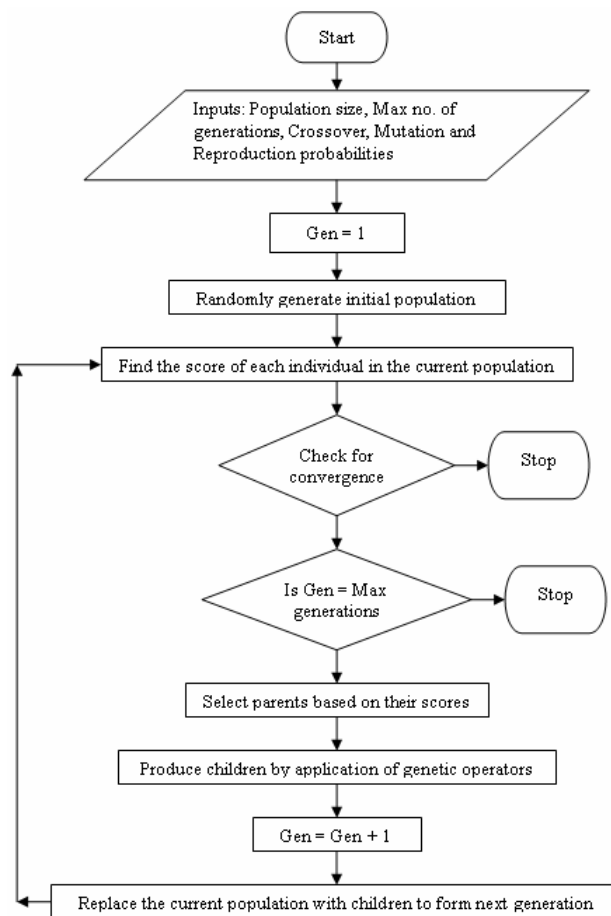 Start
Inputs: Population size, Max no. of
generations, Crossover, Mutation and
Reproduction probabilities
Gen = 1
Randomly generate initial population
Find the score of each individual in the current population
Check for
convergence
Stop
Is Gen = Max
generations
Stop
Select parents based on their scores
Produce children by application of genetic operators
Gen = Gen + 1
Replace the current population with children to form next generation